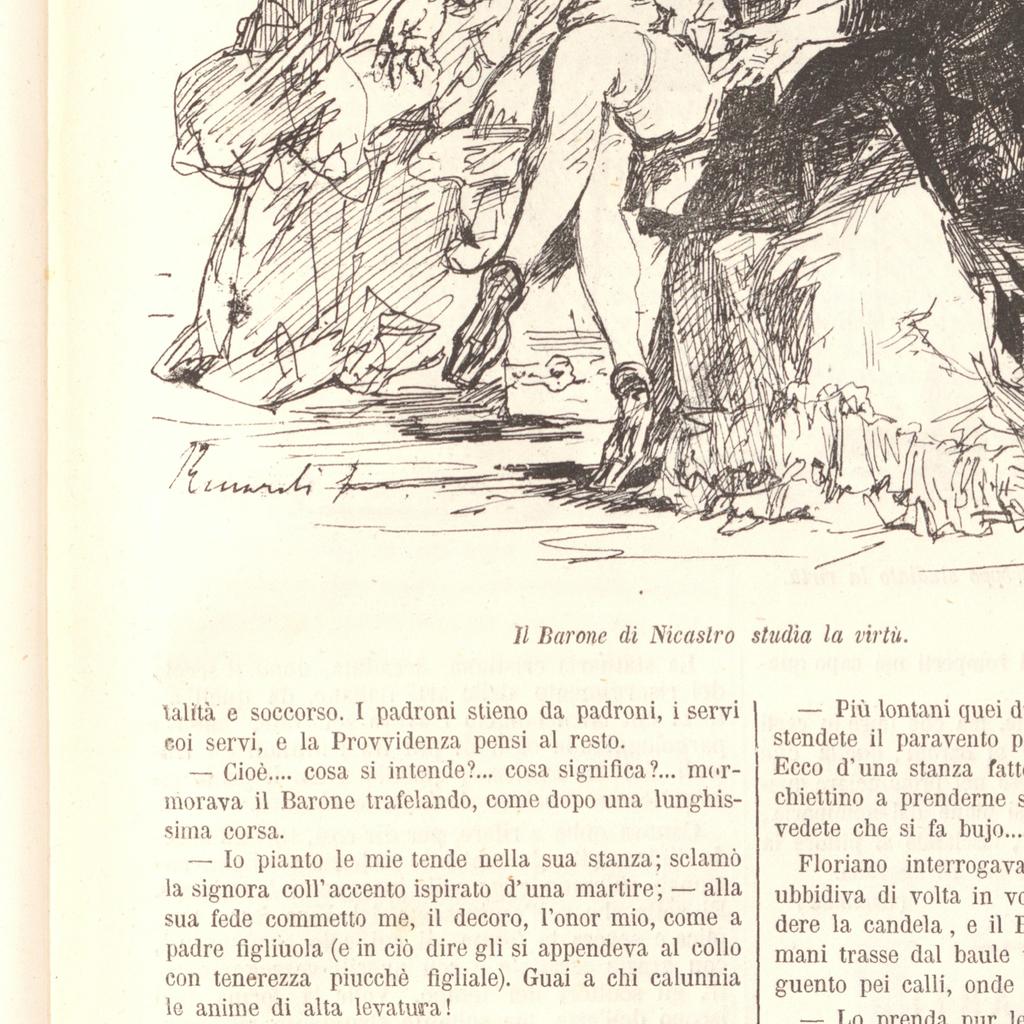 Il Barone di Nicastro studia la virtù.
talità e soccorso. I padroni stieno da padroni, i servi
coi servi, e la Provvidenza pensi al resto.
— Cioè.... cosa si intende?... cosa significa?... mor-
morava il Barone trafelando, come dopo una lunghis-
sima corsa.
— Io pianto le mie tende nella sua stanza; sclamò
la signora coll'accento ispirato d'una martire; — alla
sua fede commetto me, il decoro, l'onor mio, come a
padre figliuola (e in ciò dire gli si appendeva al collo
con tenerezza piucchè figliale). Guai a chi calunnia
le anime di alta levatura!
— Più lontani quei
stendete il paravento
Ecco d'una stanza
chiettino a prenderne
vedete che si fa bujo...
Floriano interrogava
ubbidiva di volta in
dere la candela, e il
mani trasse dal baule
guento pei calli, onde
— Lo prenda pur